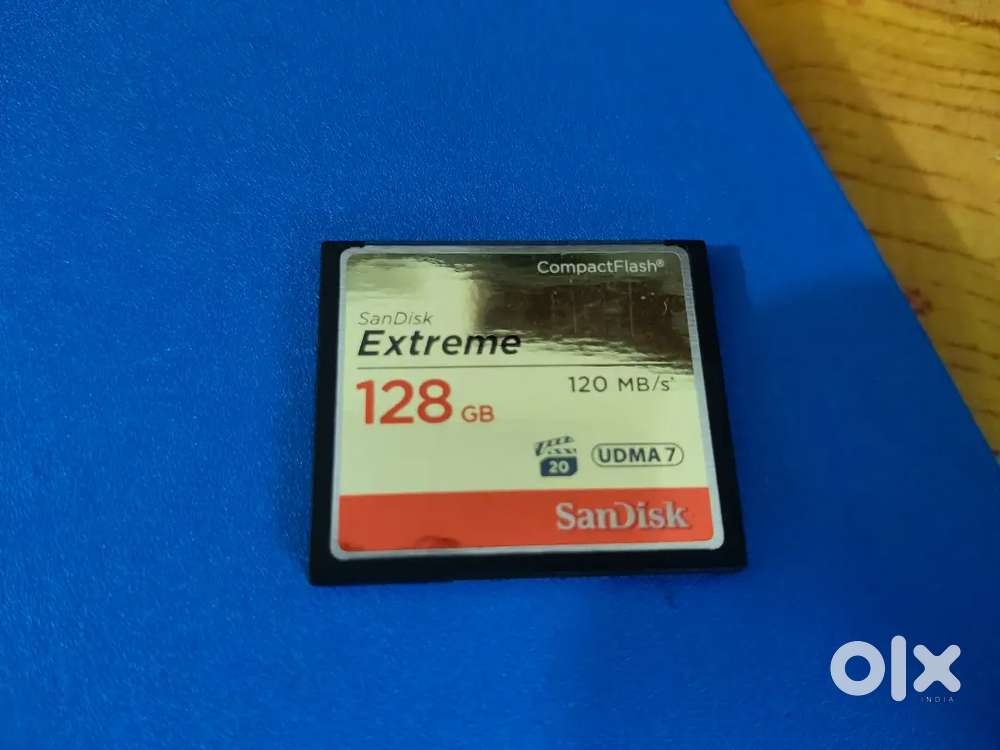 CompactFlash®
SanDisk
Extreme
120 MB/s*
128 GB
20
UDMA 7
SanDisk
olx
INDIA